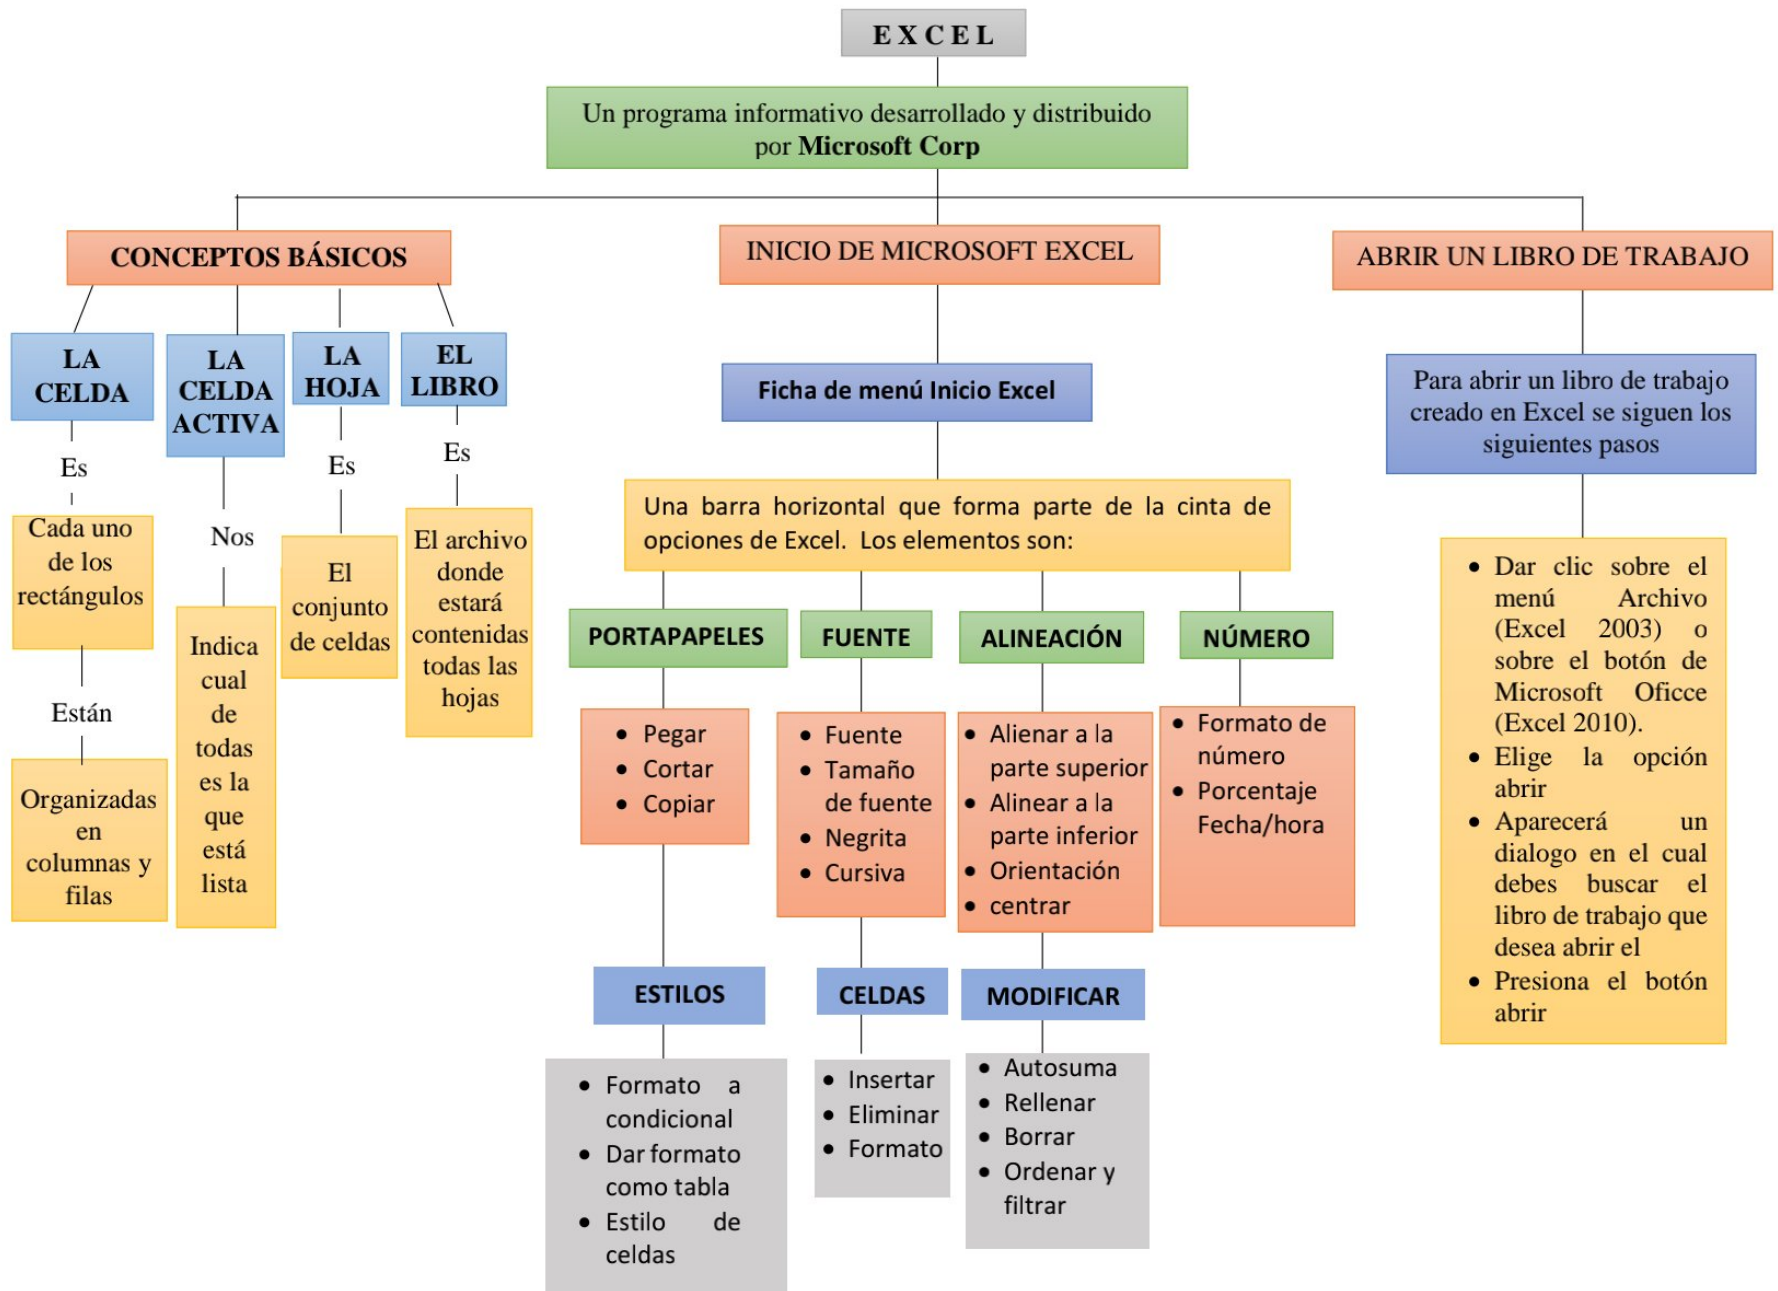 E X C E L
Un programa informativo desarrollado y distribuido
por Microsoft Corp
CONCEPTOS BÁSICOS
LA
CELDA
Es
Cada uno
de los
rectángulos
Están
Organizadas
en
columnas y
filas
LA
CELDA
ACTIVA
Nos
Indica
cual
de
todas
es la
que
está
lista
LA
HOJA
Es
El
conjunto
de celdas
EL
LIBRO
Es
El archivo
donde
estará
contenidas
todas las
hojas
INICIO DE MICROSOFT EXCEL
Ficha de menú Inicio Excel
Una barra horizontal que forma parte de la cinta de
opciones de Excel. Los elementos son:
PORTAPAPELES
• Pegar
• Cortar
• Copiar
ESTILOS
• Formato a
condicional
• Dar formato
como tabla
• Estilo de
celdas
FUENTE
• Fuente
• Tamaño
de fuente
• Negrita
• Cursiva
CELDAS
• Insertar
• Eliminar
• Formato
ALINEACIÓN
• Alienar a la
parte superior
• Alinear a la
parte inferior
• Orientación
• centrar
MODIFICAR
• Autosuma
• Rellenar
• Borrar
• Ordenar y
filtrar
NÚMERO
• Formato de
número
• Porcentaje
Fecha/hora
ABRIR UN LIBRO DE TRABAJO
Para abrir un libro de trabajo
creado en Excel se siguen los
siguientes pasos
• Dar clic sobre el
menú Archivo
(Excel 2003) o
sobre el botón de
Microsoft Oficce
(Excel 2010).
• Elige la opción
abrir
• Aparecerá un
dialogo en el cual
debes buscar el
libro de trabajo que
desea abrir el
• Presiona el botón
abrir